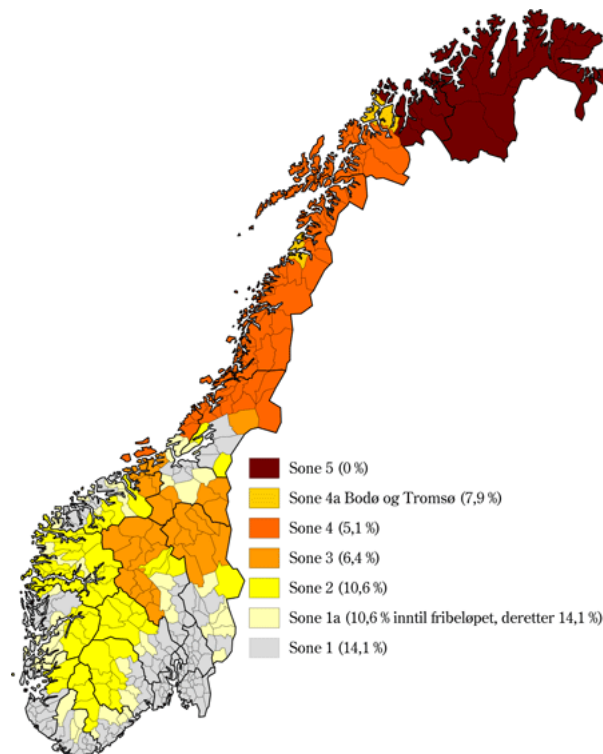 Sone 5 (0 %)
Sone 4a Bodø og Tromsø (7,9 %)
Sone 4 (5,1 %)
Sone 3 (6,4 %)
Sone 2 (10,6 %)
Sone 1a (10,6 % inntil fribeløpet, deretter 14,1 %)
Sone 1 (14,1 %)